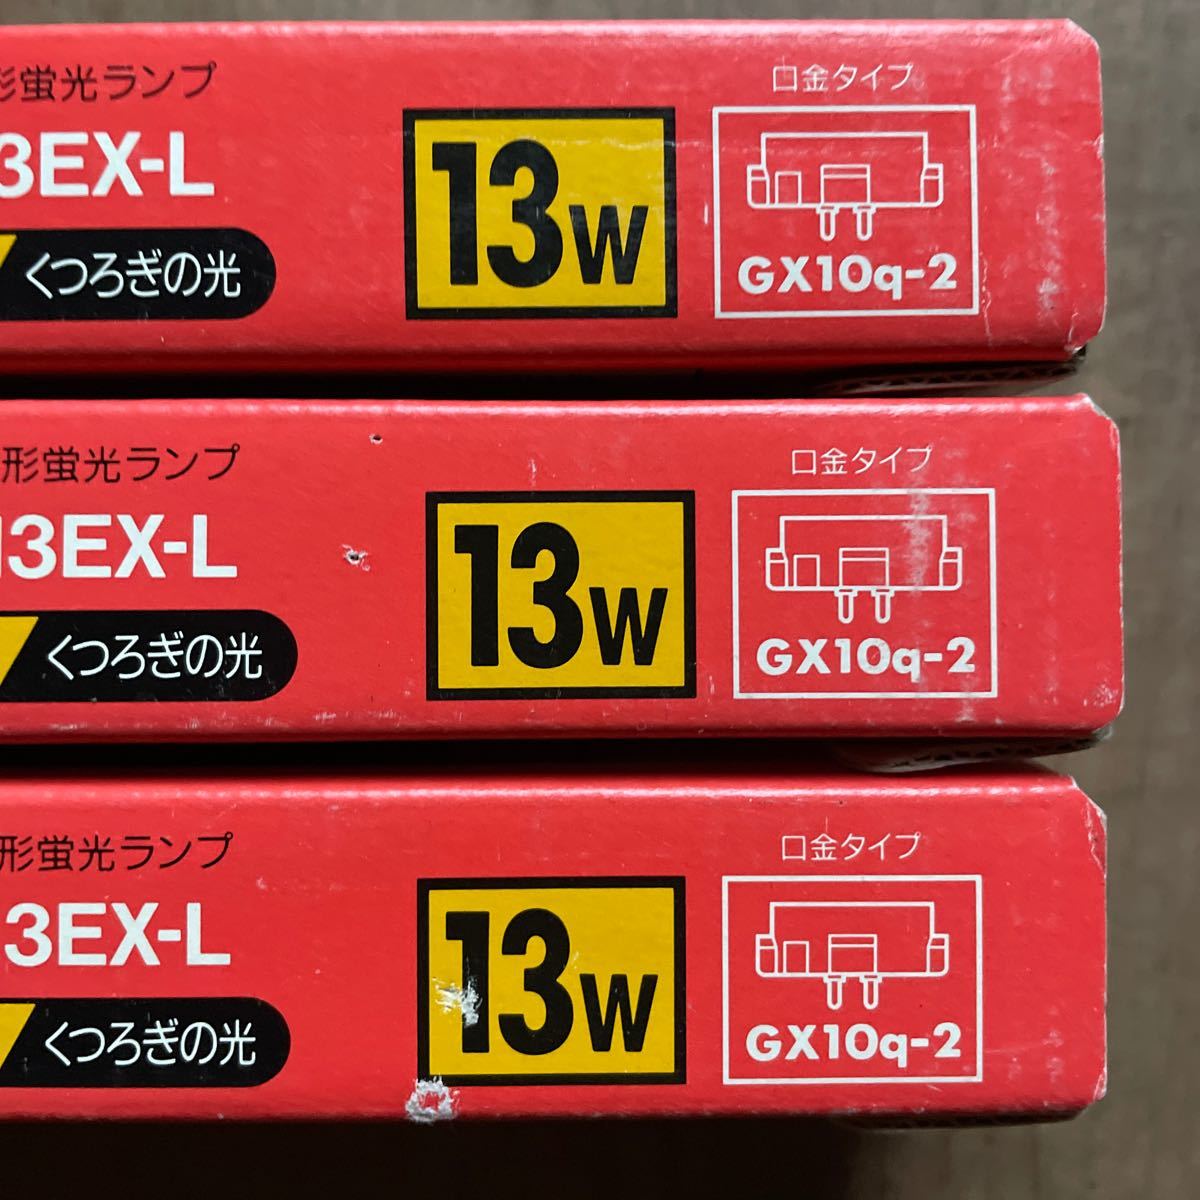 形蛍光ランプ
3EX-L
くつろぎの光
13W
口金タイプ
GX10q-2
形蛍光ランプ
13EX-L
くつろぎの光
13W
口金タイプ
GX10q-2
形蛍光ランプ
3EX-L
くつろぎの光
13W
口金タイプ
GX10q-2